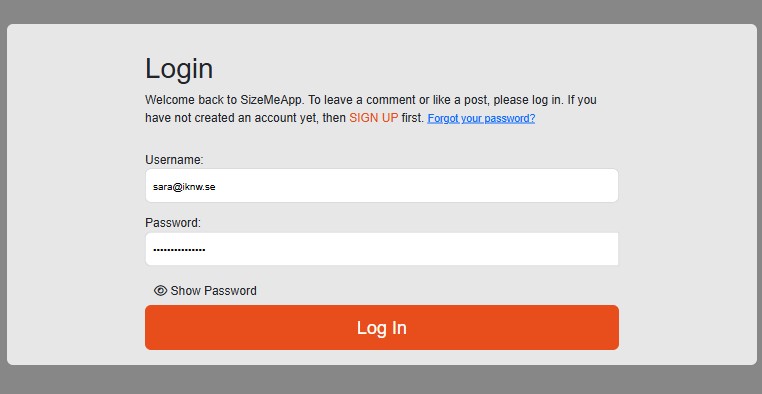 Login
Welcome back to SizeMeApp. To leave a comment or like a post, please log in. If you
have not created an account yet, then SIGN UP first. Forgot your password?
Username:
sara@iknw.se
Password:
•••••••••••••••
Show Password
Log In